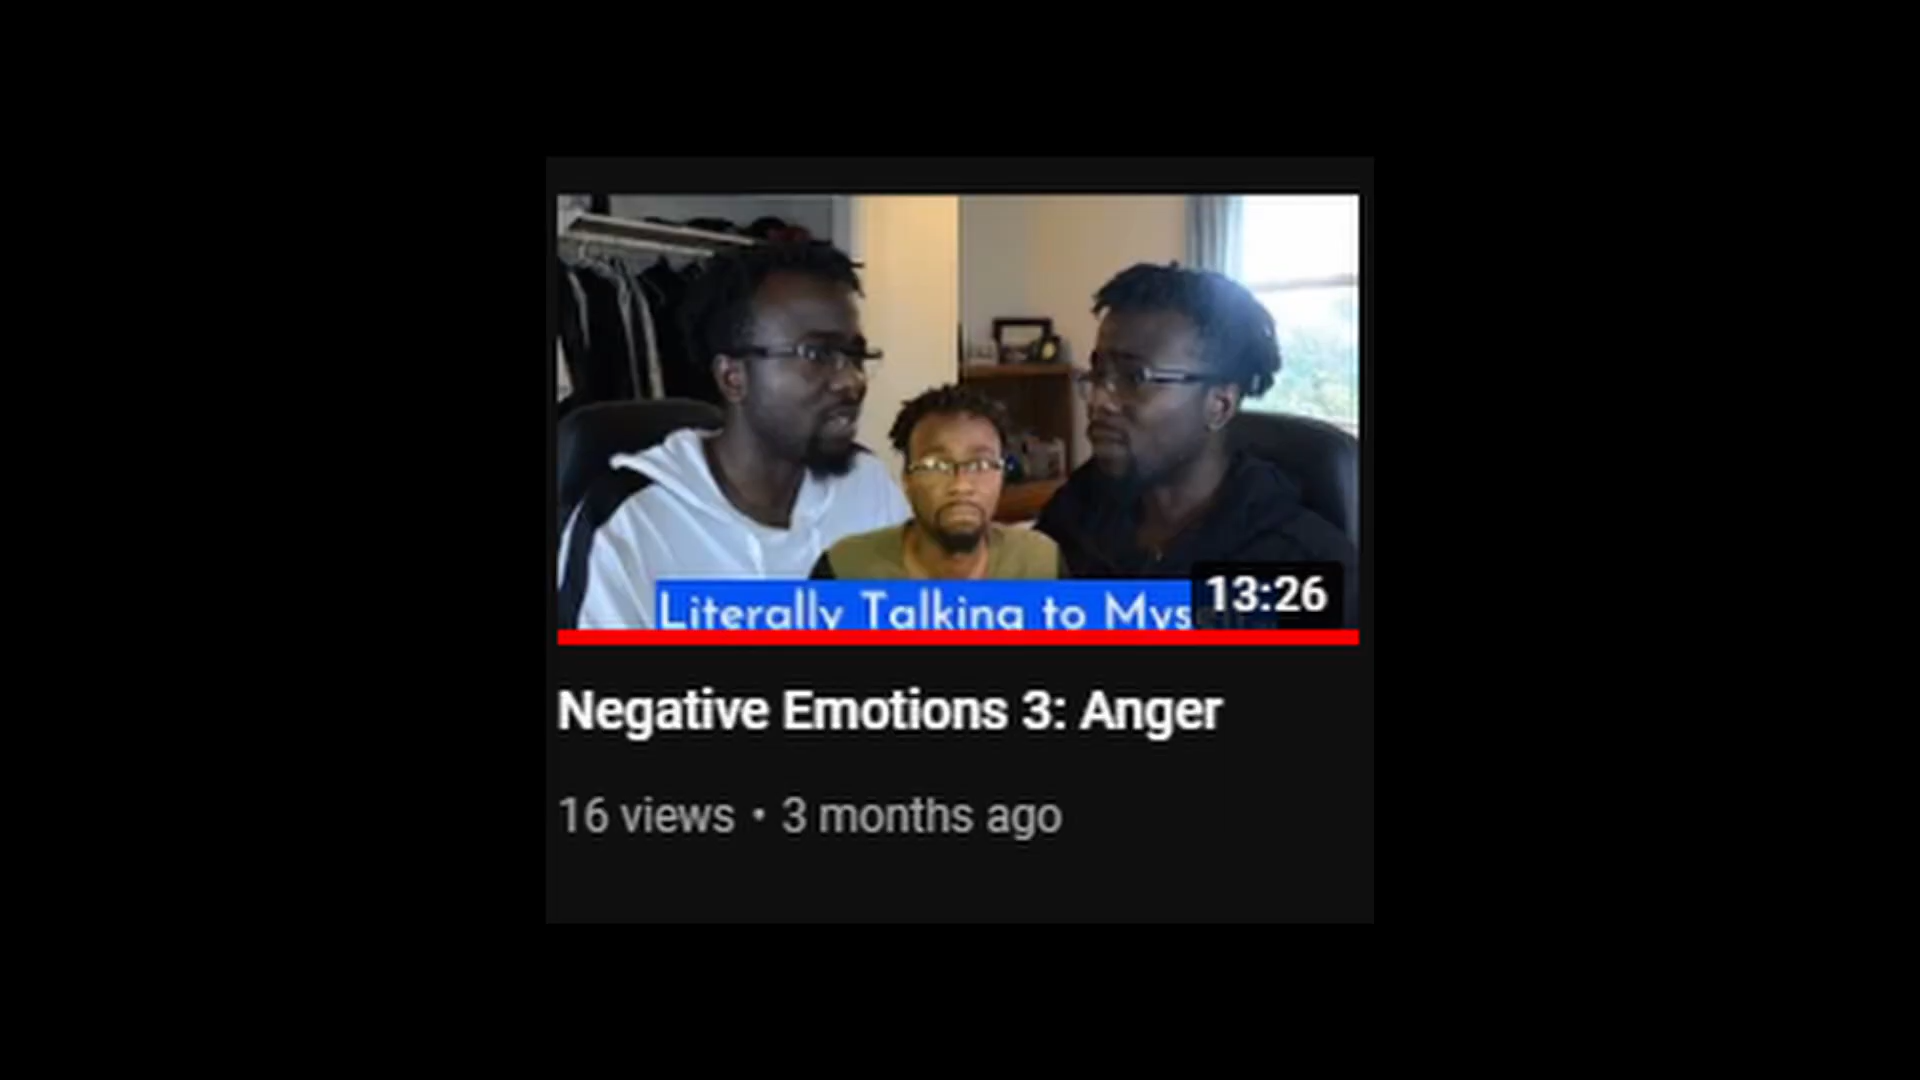 Literally Talking to Mys
13:26
Negative Emotions 3: Anger
16 views • 3 months ago